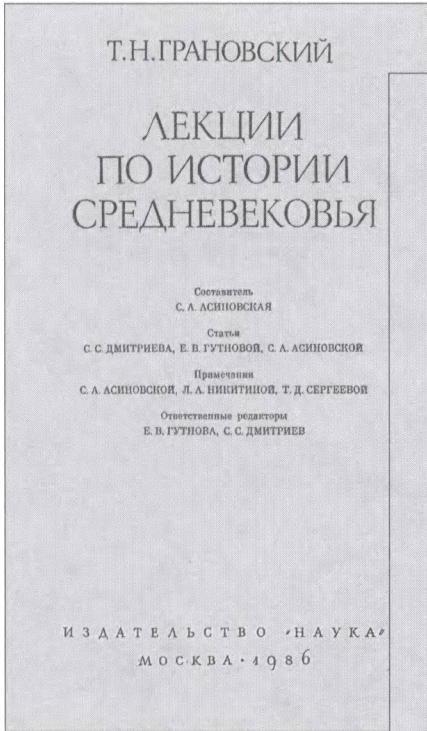 Т.Н.ГРАНОВСКИЙ
ЛЕКЦИИ
ПО ИСТОРИИ
СРЕДНЕВЕКОВЬЯ
Составитель
С. А. АСИНОВСКАЯ
Статьи
С. С. ДМИТРИЕВА, Е. В. ГУТНОВОЙ, С. А. АСИНОВСКОЙ
Примечания
С. А. АСИНОВСКОЙ, Л. А. НИКИТИНОЙ, Т. Д. СЕРГЕЕВОЙ
Ответственные редакторы
Е. В. ГУТНОВА, С. С. ДМИТРИЕВ
ИЗДАТЕЛЬСТВО «НАУКА»
МОСКВА · 1986